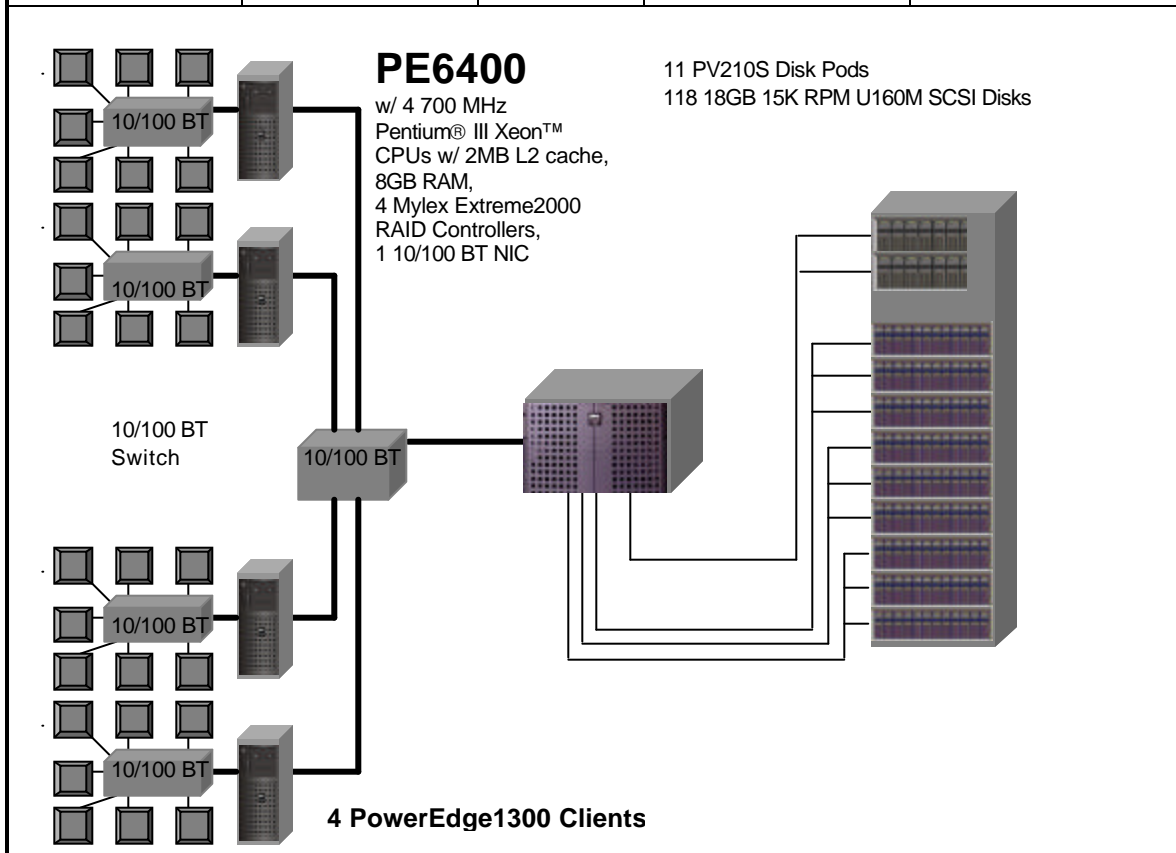 PE6400
w/ 4 700 MHz
Pentium® III Xeon™
CPUs w/ 2MB L2 cache,
8GB RAM,
4 Mylex Extreme2000
RAID Controllers,
1 10/100 BT NIC
11 PV210S Disk Pods
118 18GB 15K RPM U160M SCSI Disks
10/100 BT
10/100 BT
10/100 BT
Switch
10/100 BT
10/100 BT
10/100 BT
4 PowerEdge1300 Clients